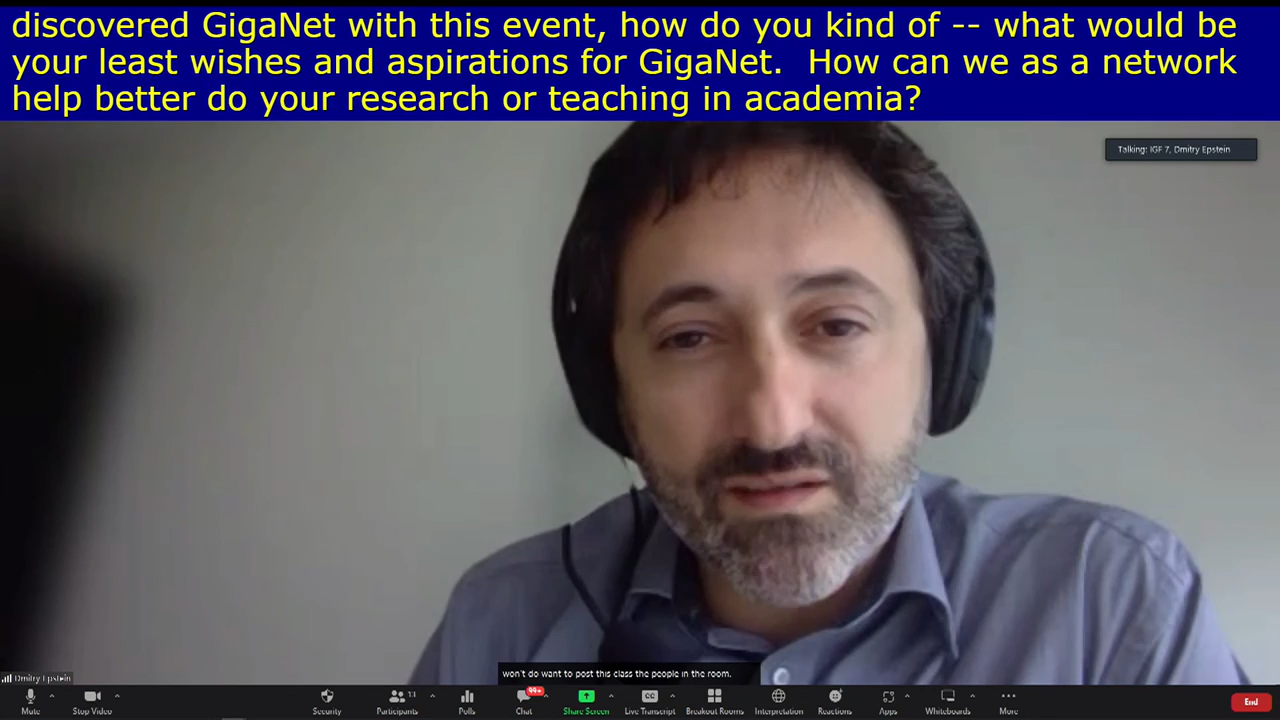 discovered GigaNet with this event, how do you kind of -- what would be
your least wishes and aspirations for GigaNet.  How can we as a network
help better do your research or teaching in academia?
Talking: IGF 7, Dmitry Epstein
Dmitry Epstein
won't do want to post this class the people in the room.
Mute
Stop Video
Security
Participants
Polls
99+
Chat
Share Screen
Live Transcript
Breakout Rooms
Interpretation
Reactions
Apps
Whiteboards
More
End